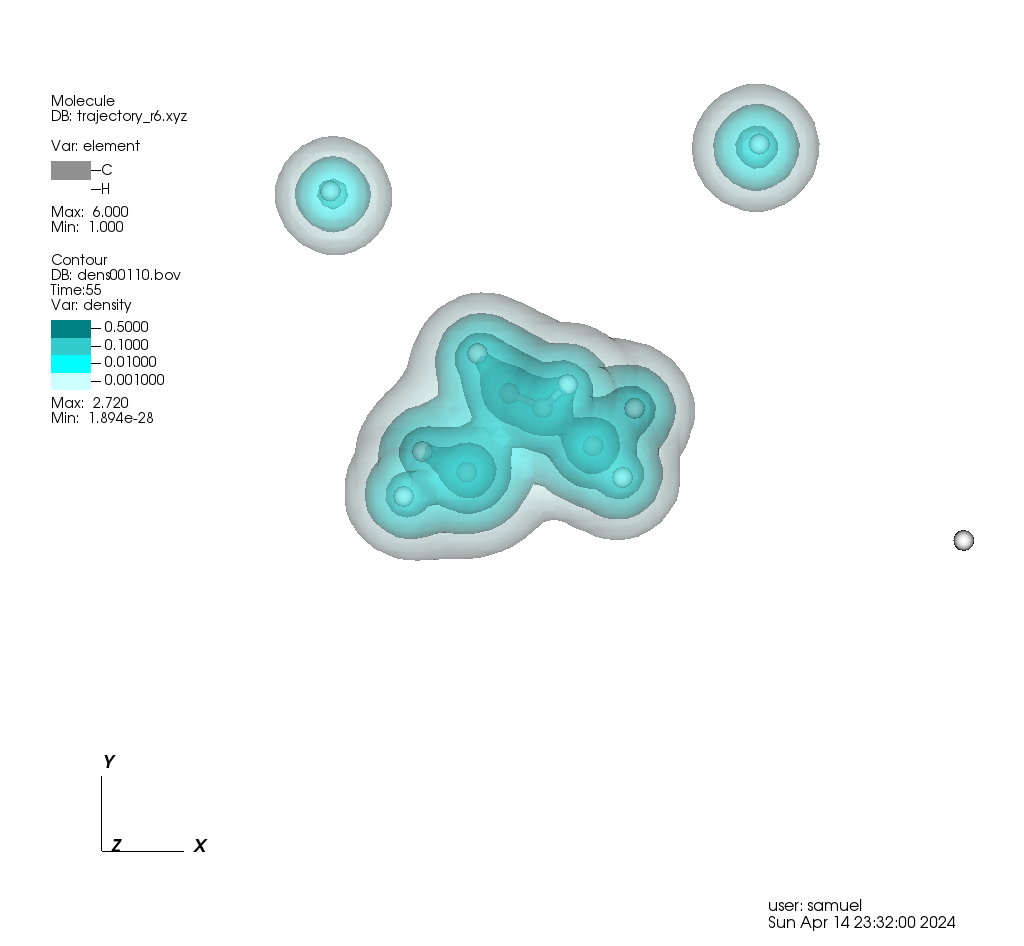 Molecule
DB: trajectory_r6.xyz
Var: element
C
H
Max: 6.000
Min: 1.000
Contour
DB: dens00110.bov
Time:55
Var: density
0.5000
0.1000
0.01000
0.001000
Max: 2.720
Min: 1.894e-28
Y
Z X
user: samuel
Sun Apr 14 23:32:00 2024